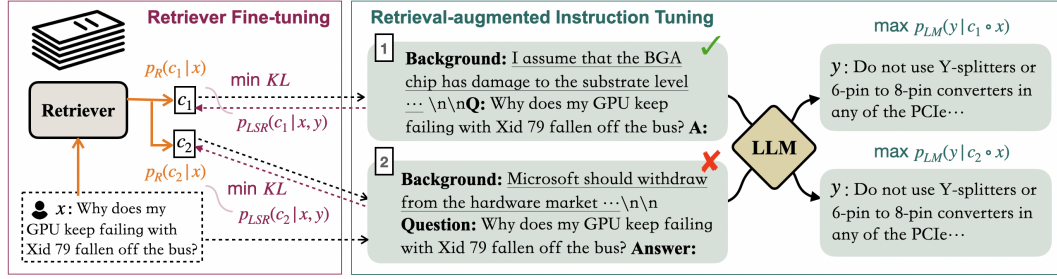 Retriever Fine-tuning
p_R(c_1|x)
min KL
Retriever
c_1
p_LSR(c_1|x, y)
c_2
p_R(c_2|x)
min KL
p_LSR(c_2|x, y)
x: Why does my
GPU keep failing with
Xid 79 fallen off the bus?
Retrieval-augmented Instruction Tuning
1
Background: I assume that the BGA
chip has damage to the substrate level
⋯ \n\nQ: Why does my GPU keep
failing with Xid 79 fallen off the bus? A:
2
Background: Microsoft should withdraw
from the hardware market ⋯\n\n
Question: Why does my GPU keep failing
with Xid 79 fallen off the bus? Answer:
LLM
max p_LM(y|c_1 ∘ x)
y: Do not use Y-splitters or
6-pin to 8-pin converters in
any of the PCIe⋯
max p_LM(y|c_2 ∘ x)
y: Do not use Y-splitters or
6-pin to 8-pin converters in
any of the PCIe⋯